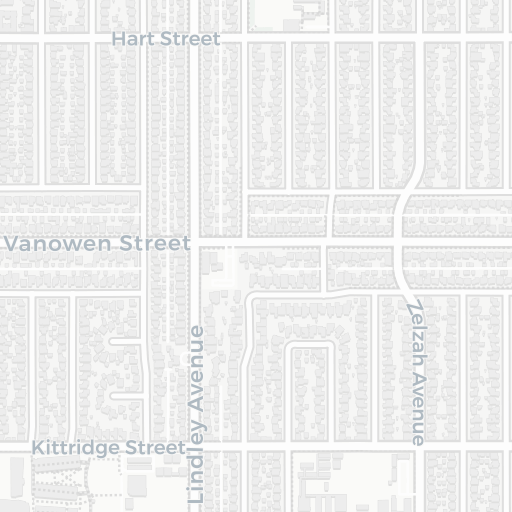 Hart Street
Vanowen Street
Zelzah Avenue
Lindley Avenue
Kittridge Street